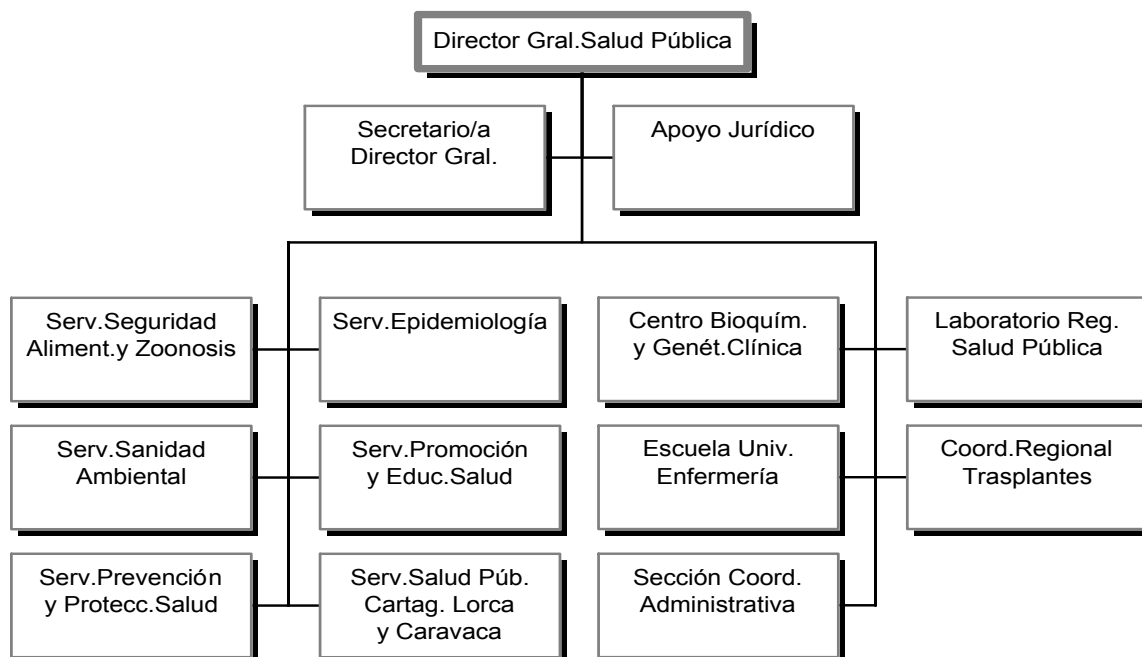 Director Gral.Salud Pública
Secretario/a
Director Gral.
Apoyo Jurídico
Serv.Seguridad
Aliment.y Zoonosis
Serv.Epidemiología
Centro Bioquím.
y Genét.Clínica
Laboratorio Reg.
Salud Pública
Serv.Sanidad
Ambiental
Serv.Promoción
y Educ.Salud
Escuela Univ.
Enfermería
Coord.Regional
Trasplantes
Serv.Prevención
y Protecc.Salud
Serv.Salud Púb.
Cartag. Lorca
y Caravaca
Sección Coord.
Administrativa